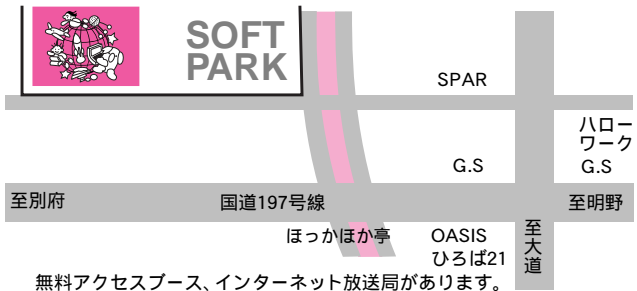 SOFT
PARK
SPAR
ハロー
ワーク
G.S
G.S
至別府
国道197号線
至明野
ほっかほか亭
OASIS
ひろば21
至大道
無料アクセスブース、インターネット放送局があります。